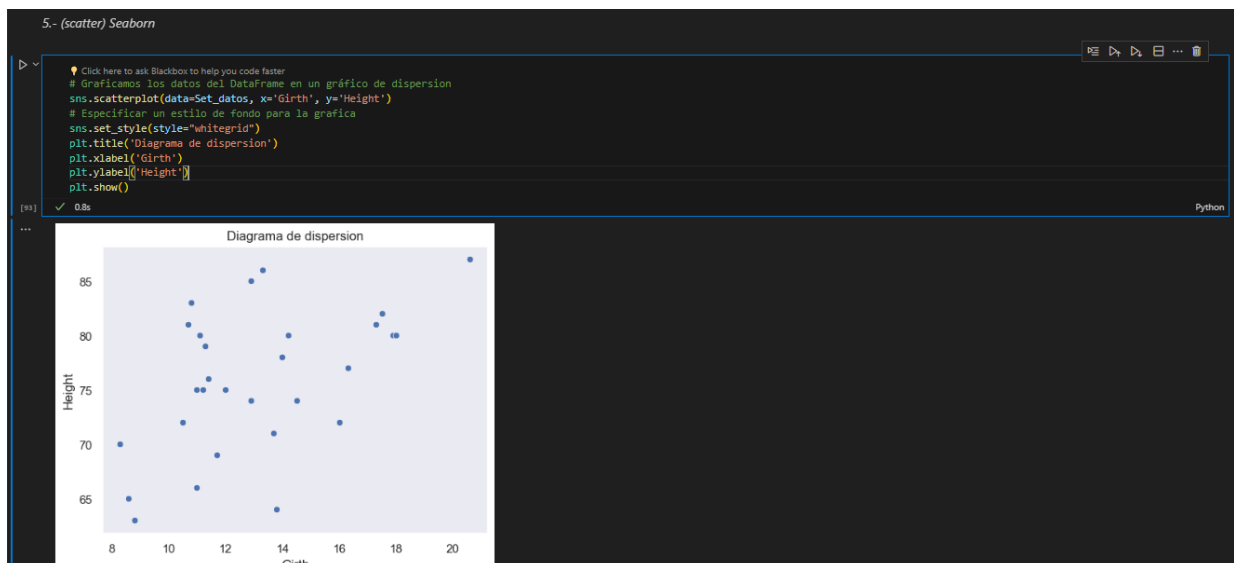 5.- (scatter) Seaborn
Click here to ask Blackbox to help you code faster
# Graficamos los datos del DataFrame en un gráfico de dispersion
sns.scatterplot(data=Set_datos, x='Girth', y='Height')
# Especificar un estilo de fondo para la grafica
sns.set_style(style="whitegrid")
plt.title('Diagrama de dispersion')
plt.xlabel('Girth')
plt.ylabel('Height')
plt.show()
[93]
0.8s
Python
Diagrama de dispersion
85
80
75
70
65
Height
8 10 12 14 16 18 20
Girth